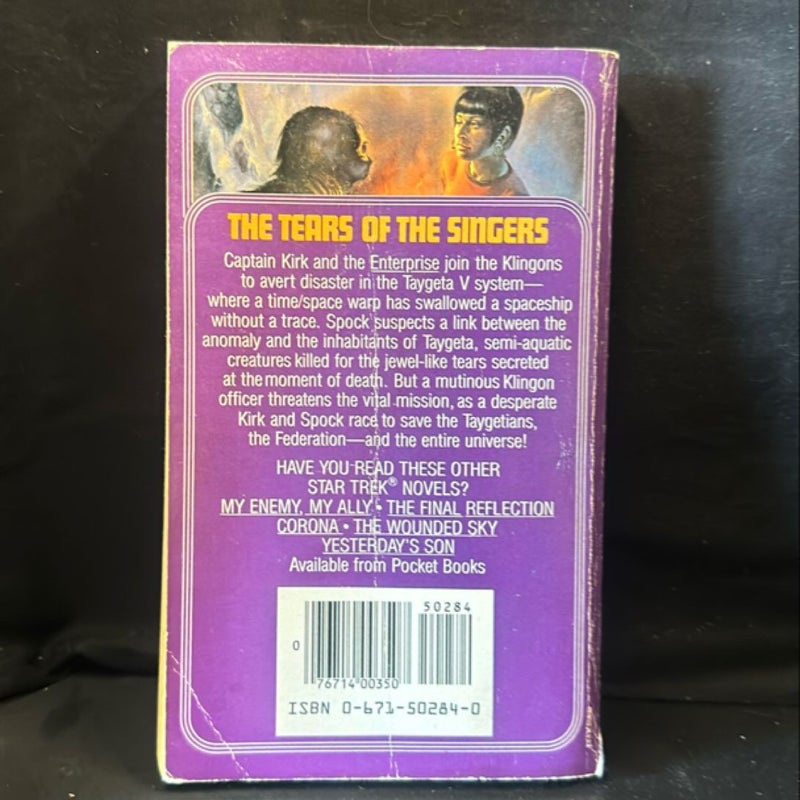 THE TEARS OF THE SINGERS
Captain Kirk and the Enterprise join the Klingons
to avert disaster in the Taygeta V system—
where a time/space warp has swallowed a spaceship
without a trace. Spock suspects a link between the
anomaly and the inhabitants of Taygeta, semi-aquatic
creatures killed for the jewel-like tears secreted
at the moment of death. But a mutinous Klingon
officer threatens the vital mission, as a desperate
Kirk and Spock race to save the Taygetians,
the Federation—and the entire universe!
HAVE YOU READ THESE OTHER
STAR TREK® NOVELS?
MY ENEMY, MY ALLY • THE FINAL REFLECTION
CORONA • THE WOUNDED SKY
YESTERDAY'S SON
Available from Pocket Books
50284
0
76714 00350
ISBN 0-671-50284-0